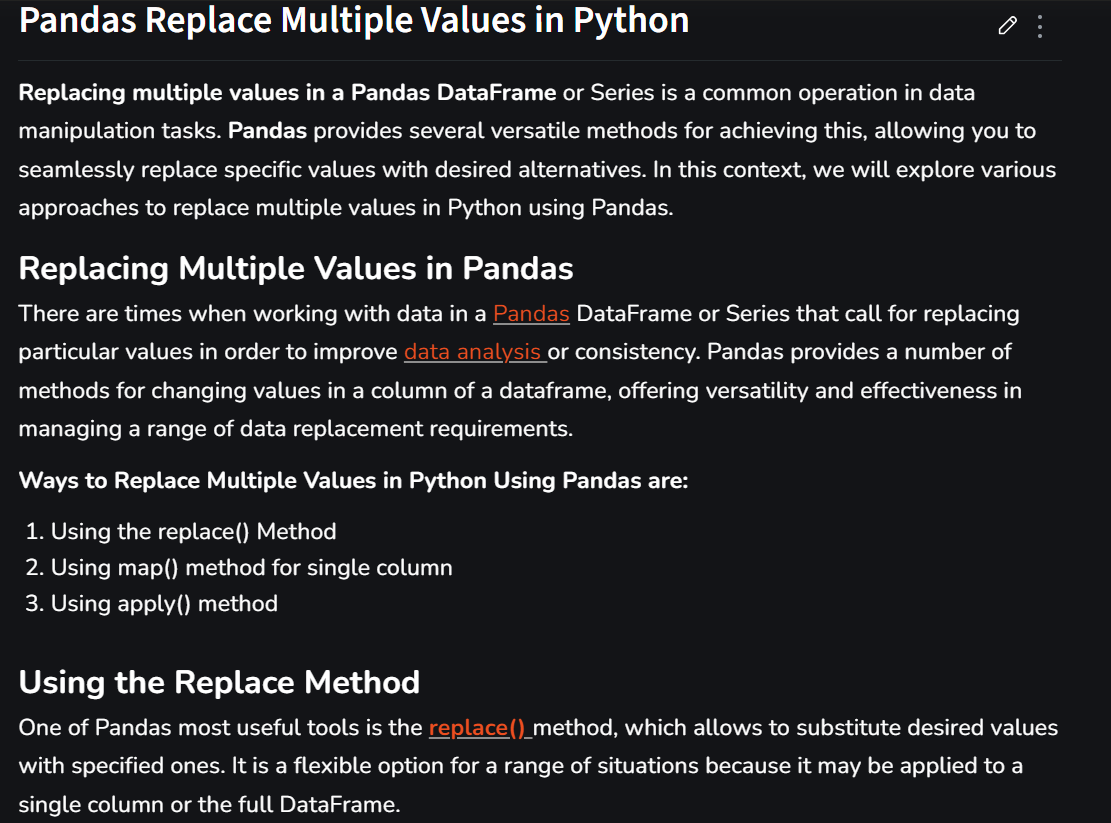 Pandas Replace Multiple Values in Python
Replacing multiple values in a Pandas DataFrame or Series is a common operation in data
manipulation tasks. Pandas provides several versatile methods for achieving this, allowing you to
seamlessly replace specific values with desired alternatives. In this context, we will explore various
approaches to replace multiple values in Python using Pandas.
Replacing Multiple Values in Pandas
There are times when working with data in a Pandas DataFrame or Series that call for replacing
particular values in order to improve data analysis or consistency. Pandas provides a number of
methods for changing values in a column of a dataframe, offering versatility and effectiveness in
managing a range of data replacement requirements.
Ways to Replace Multiple Values in Python Using Pandas are:
1. Using the replace() Method
2. Using map() method for single column
3. Using apply() method
Using the Replace Method
One of Pandas most useful tools is the replace() method, which allows to substitute desired values
with specified ones. It is a flexible option for a range of situations because it may be applied to a
single column or the full DataFrame.